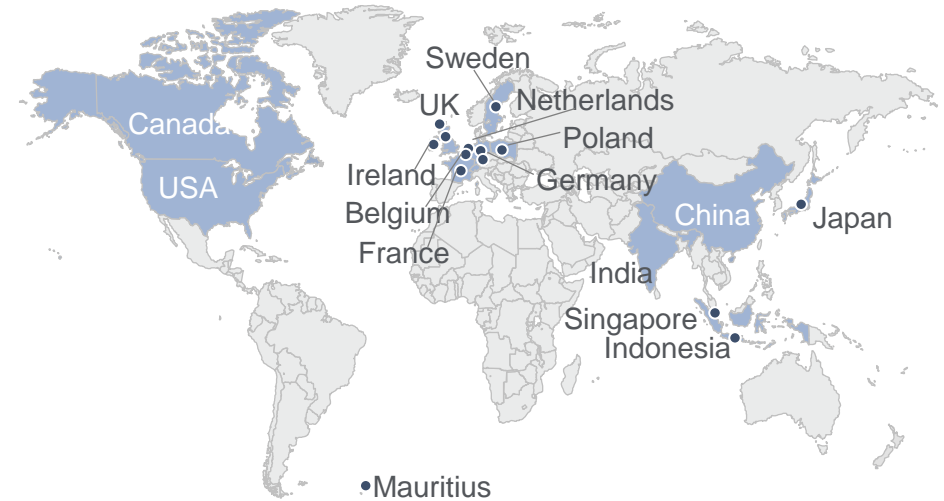 Sweden
UK
Netherlands
Canada
Poland
Ireland
Germany
USA
Belgium
China
Japan
France
India
Singapore
Indonesia
Mauritius